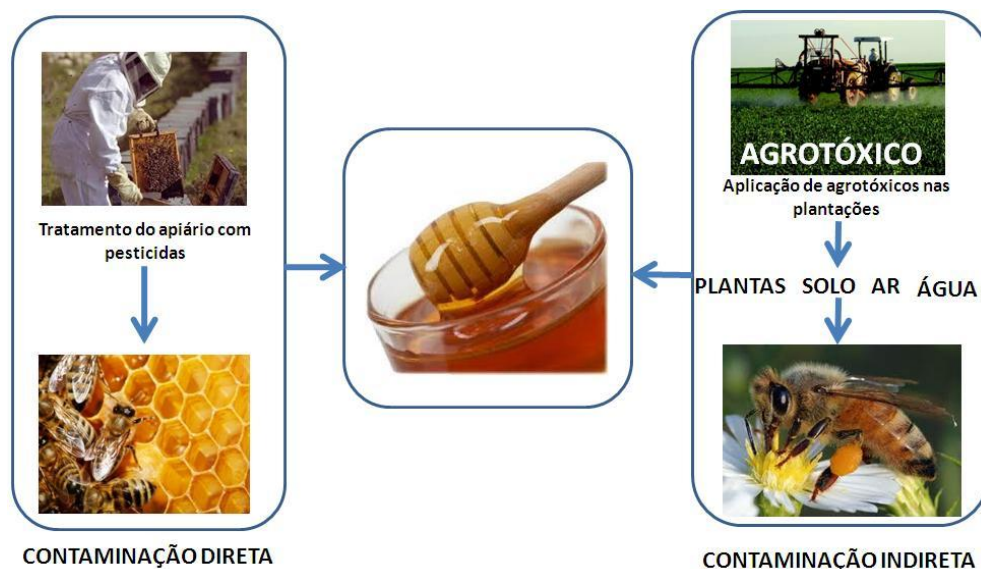 Tratamento do apiário com
pesticidas
CONTAMINAÇÃO DIRETA
AGROTÓXICO
Aplicação de agrotóxicos nas
plantações
PLANTAS SOLO AR ÁGUA
CONTAMINAÇÃO INDIRETA